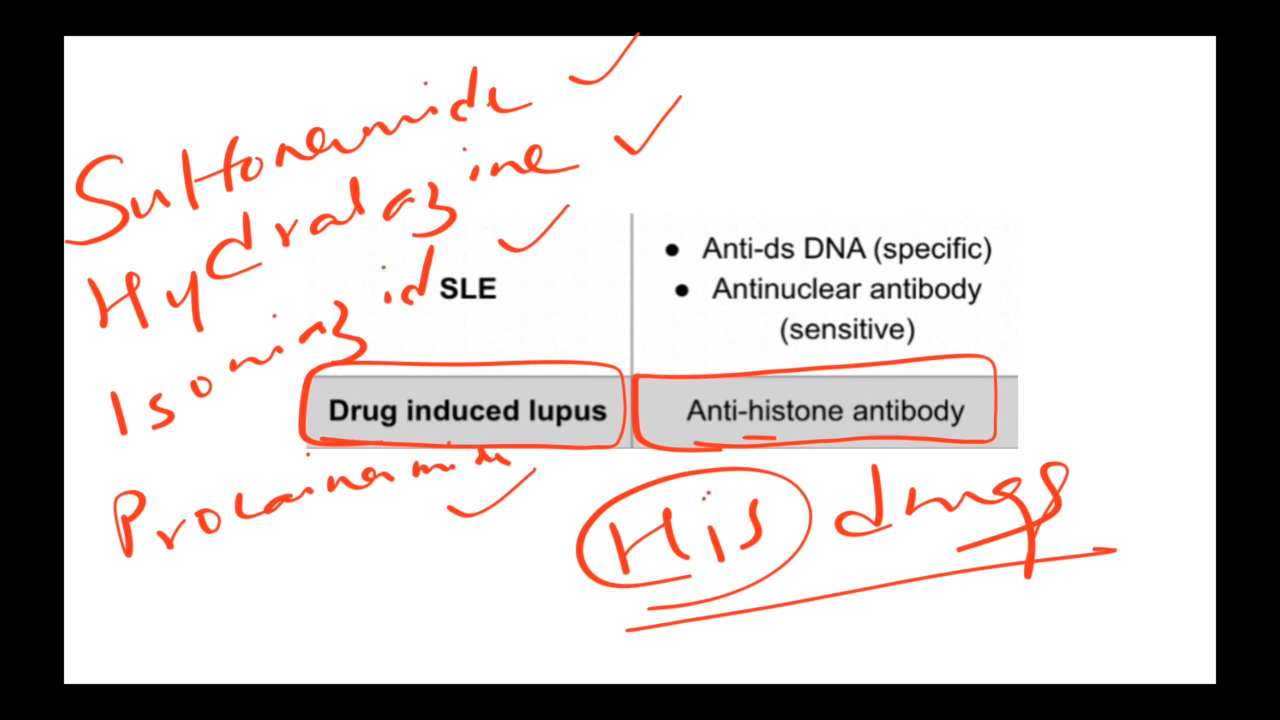 Sulfonamide
Hydralazine
Isoniazid
SLE
• Anti-ds DNA (specific)
• Antinuclear antibody
(sensitive)
Drug induced lupus
Anti-histone antibody
Procainamide
His drugs